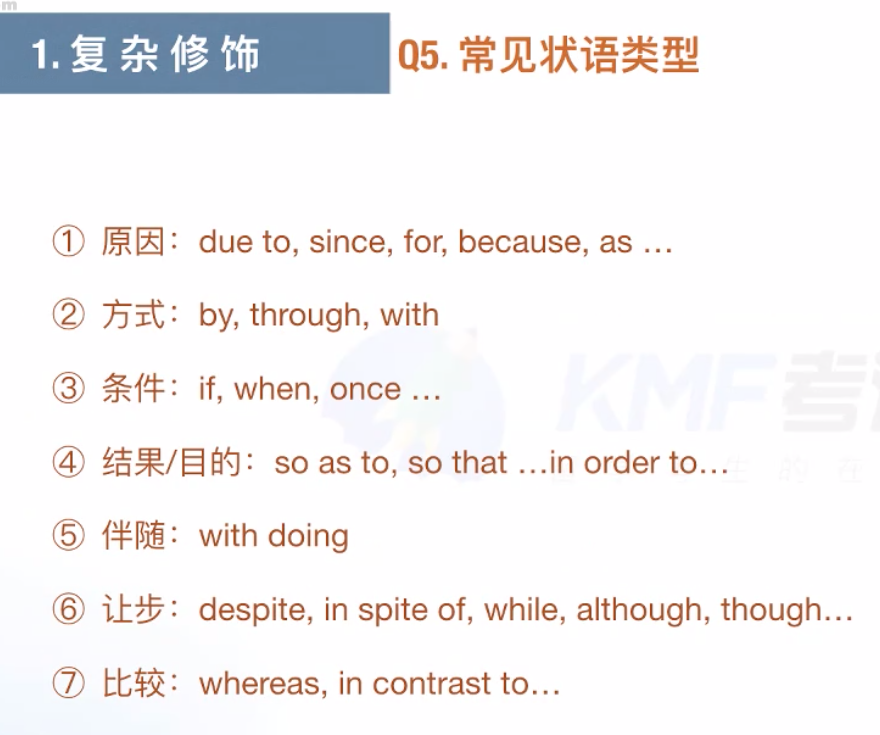 m
1. 复杂修饰 Q5. 常见状语类型
① 原因：due to, since, for, because, as …
② 方式：by, through, with
KMF考
③ 条件：if, when, once …
④ 结果/目的：so as to, so that …in order to…
生的在
⑤ 伴随：with doing
⑥ 让步：despite, in spite of, while, although, though…
⑦ 比较：whereas, in contrast to…